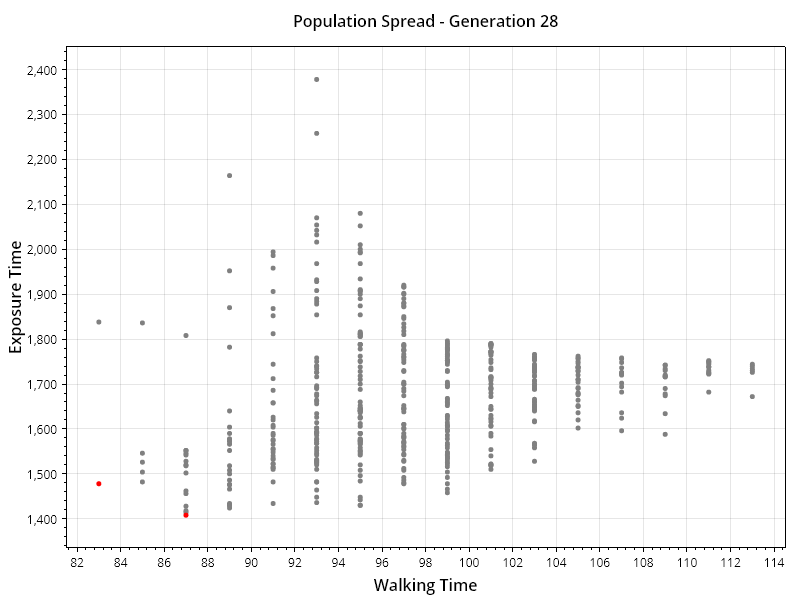 Population Spread - Generation 28
Exposure Time
2,400
2,300
2,200
2,100
2,000
1,900
1,800
1,700
1,600
1,500
1,400
82 84 86 88 90 92 94 96 98 100 102 104 106 108 110 112 114
Walking Time